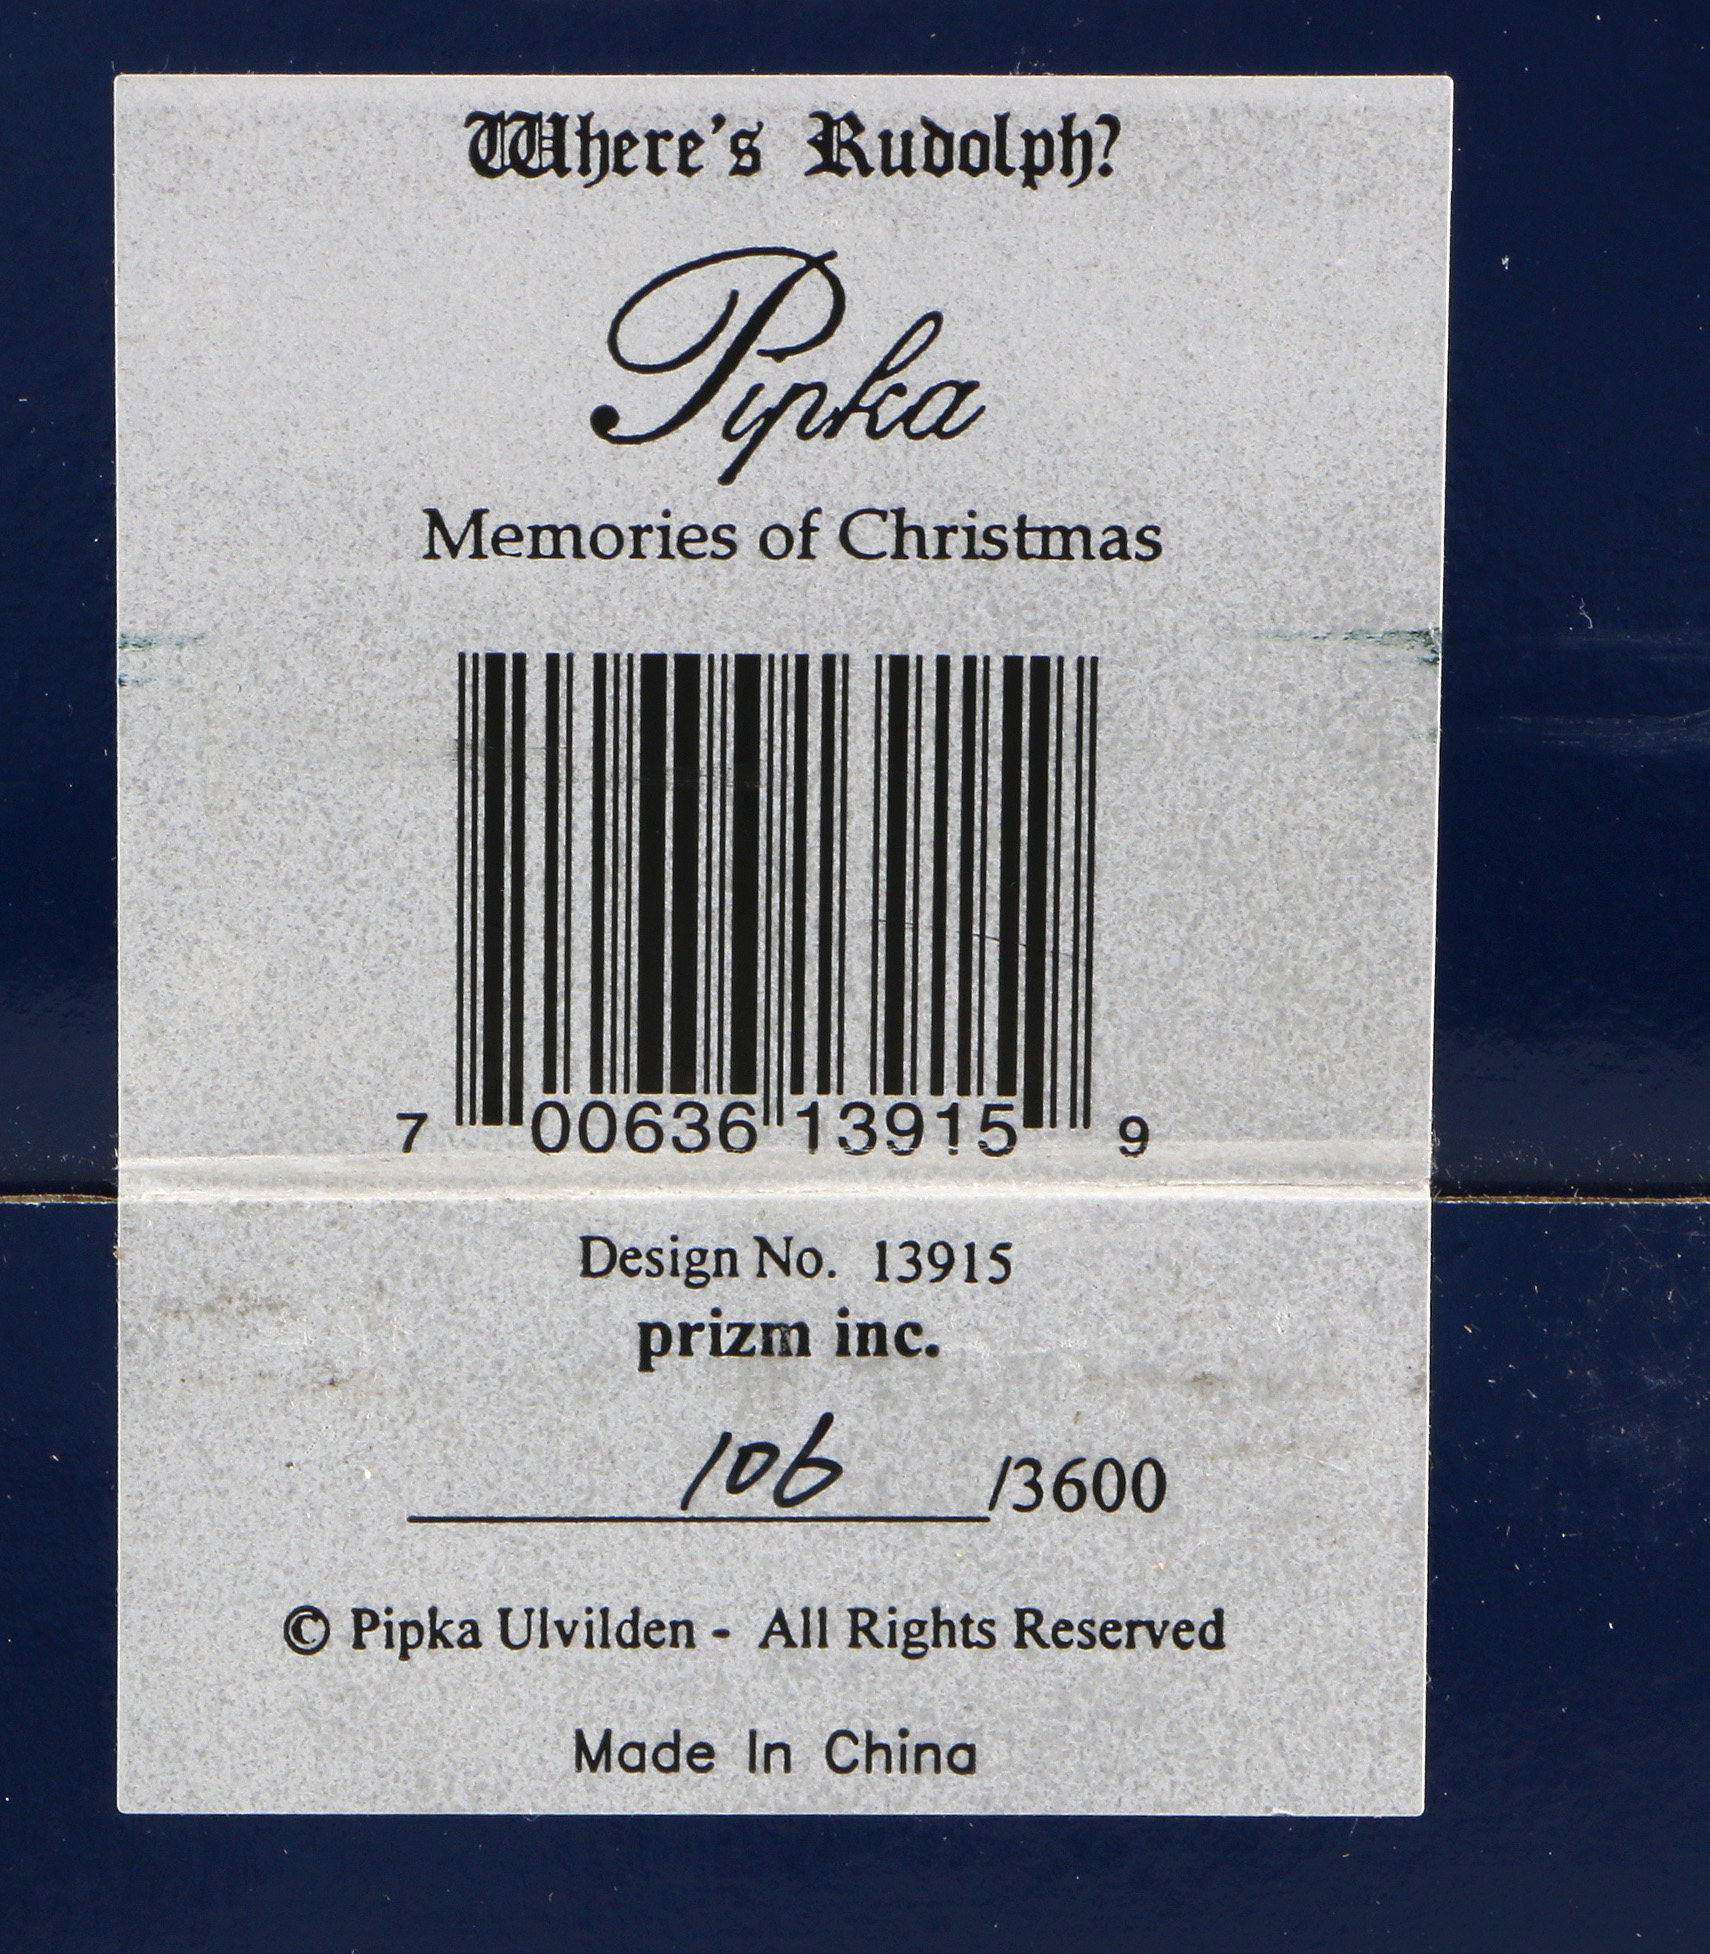 Where's Rudolph?
Pipka
Memories of Christmas
7 00636 13915 9
Design No. 13915
prizm inc.
106 /3600
© Pipka Ulvilden - All Rights Reserved
Made In China